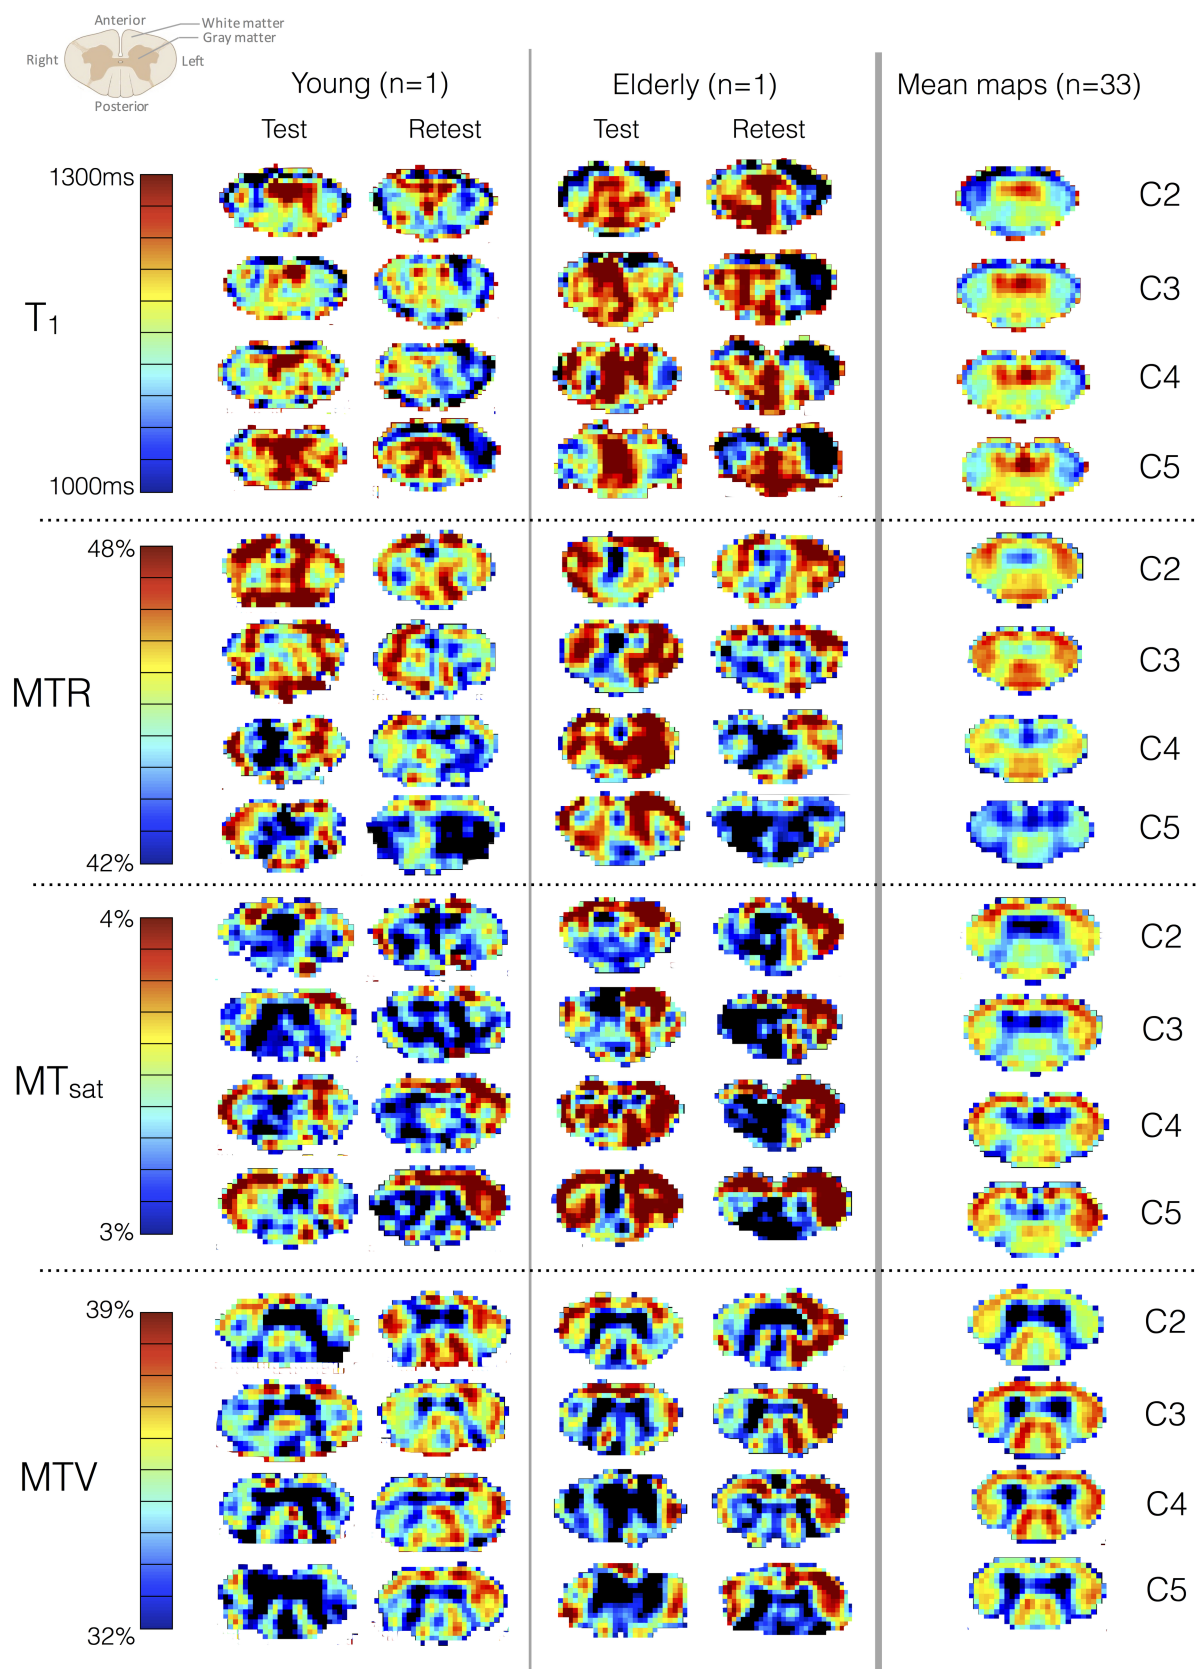 Anterior
White matter
Gray matter
Right
Left
Posterior
Young (n=1)
Elderly (n=1)
Mean maps (n=33)
Test
Retest
Test
Retest
1300ms
T1
1000ms
C2
C3
C4
C5
48%
MTR
42%
C2
C3
C4
C5
4%
MTsat
3%
C2
C3
C4
C5
39%
MTV
32%
C2
C3
C4
C5